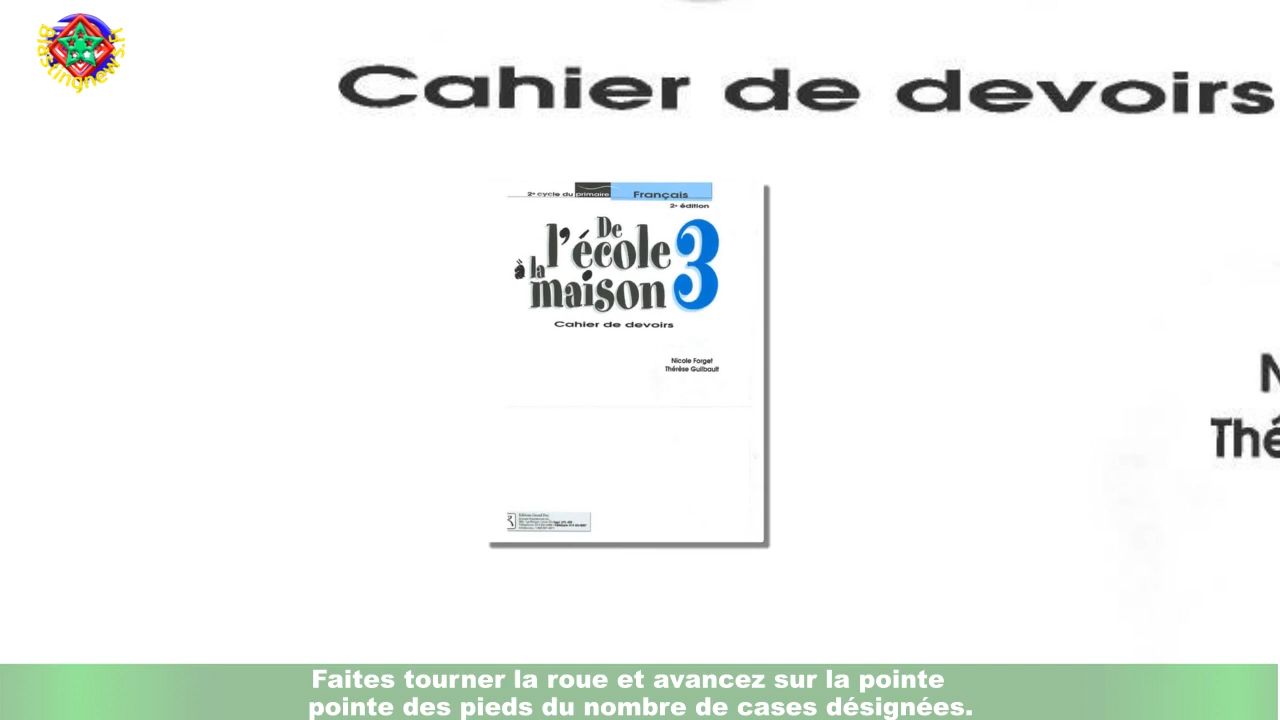 Cahier de devoirs
2e cycle du primaire
Français
2e édition
De
l'école 3
à la
maison
Cahier de devoirs
Nicole Forget
Thérèse Guilbault
Thé
Faites tourner la roue et avancez sur la pointe
pointe des pieds du nombre de cases désignées.